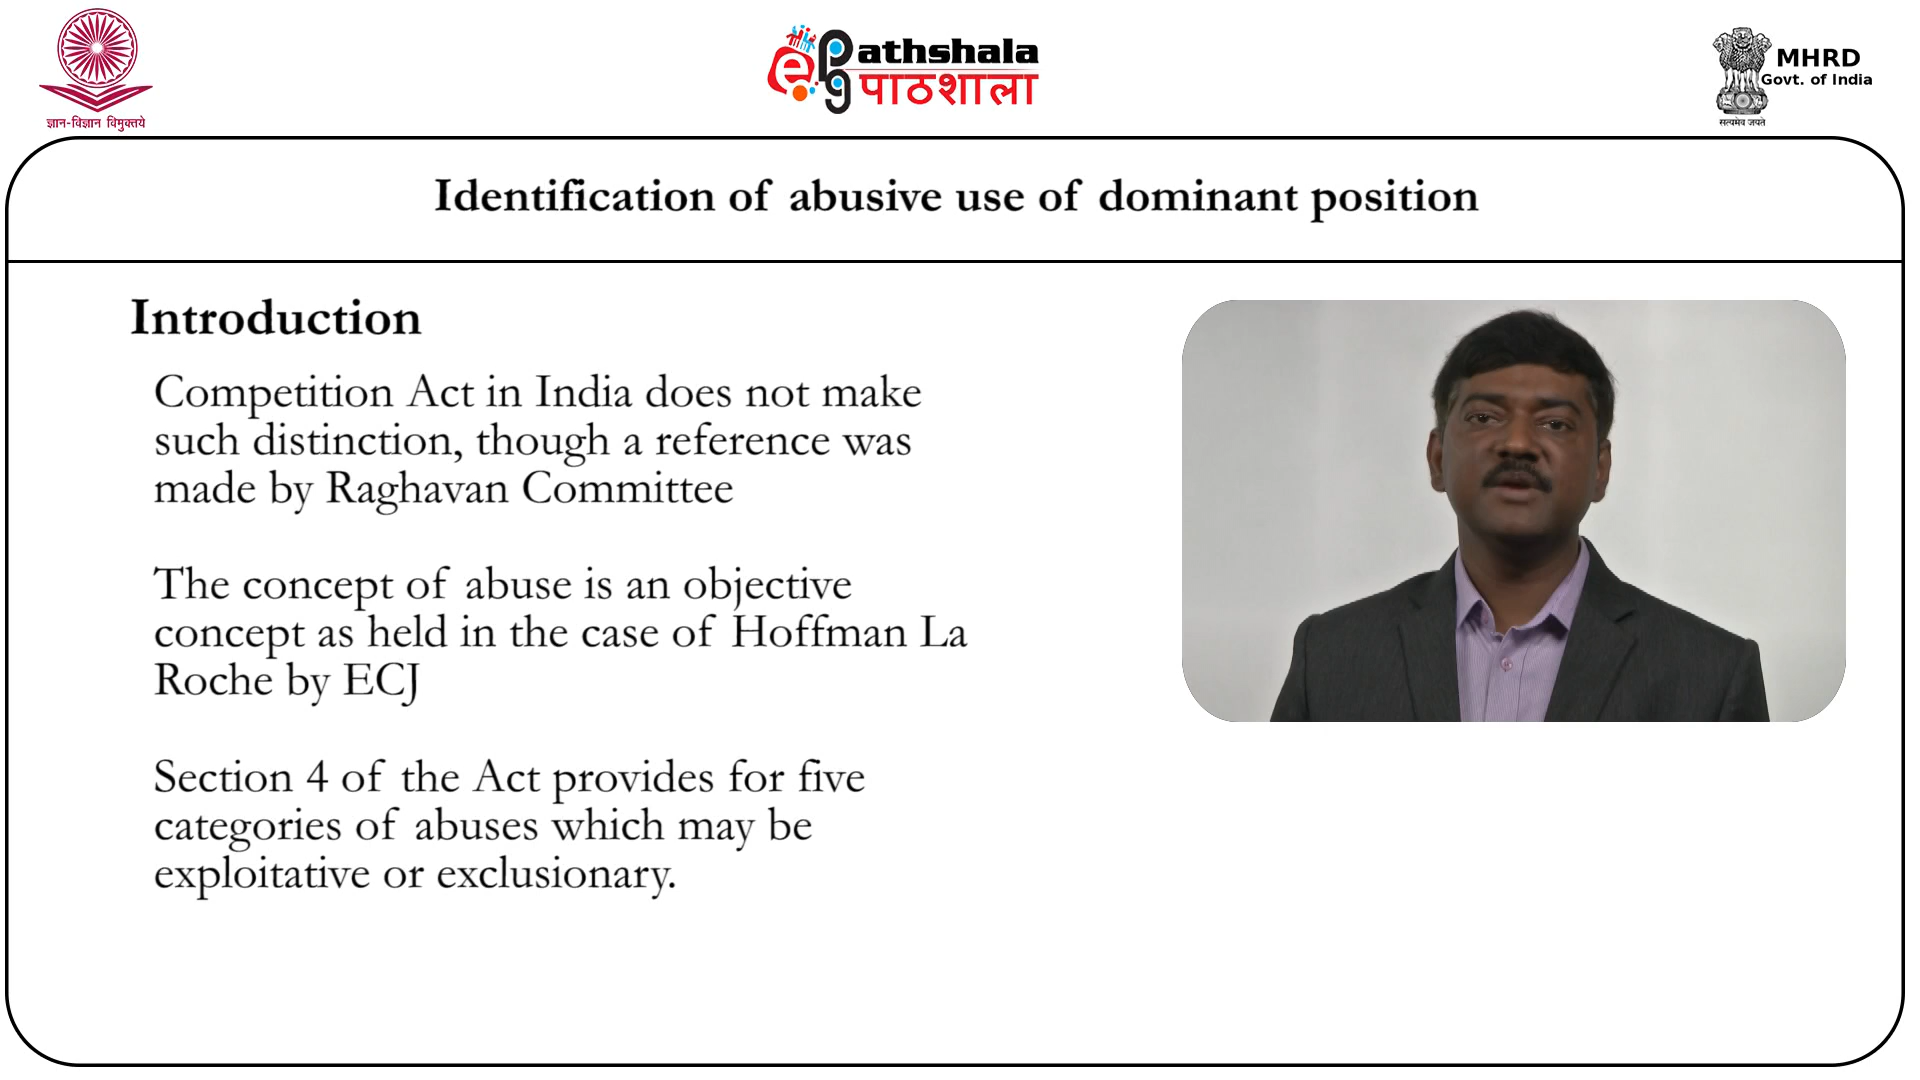 ज्ञान-विज्ञान विमुक्तये
e pg athshala
पाठशाला
MHRD
Govt. of India
सत्यमेव जयते
Identification of abusive use of dominant position
Introduction
Competition Act in India does not make
such distinction, though a reference was
made by Raghavan Committee
The concept of abuse is an objective
concept as held in the case of Hoffman La
Roche by ECJ
Section 4 of the Act provides for five
categories of abuses which may be
exploitative or exclusionary.